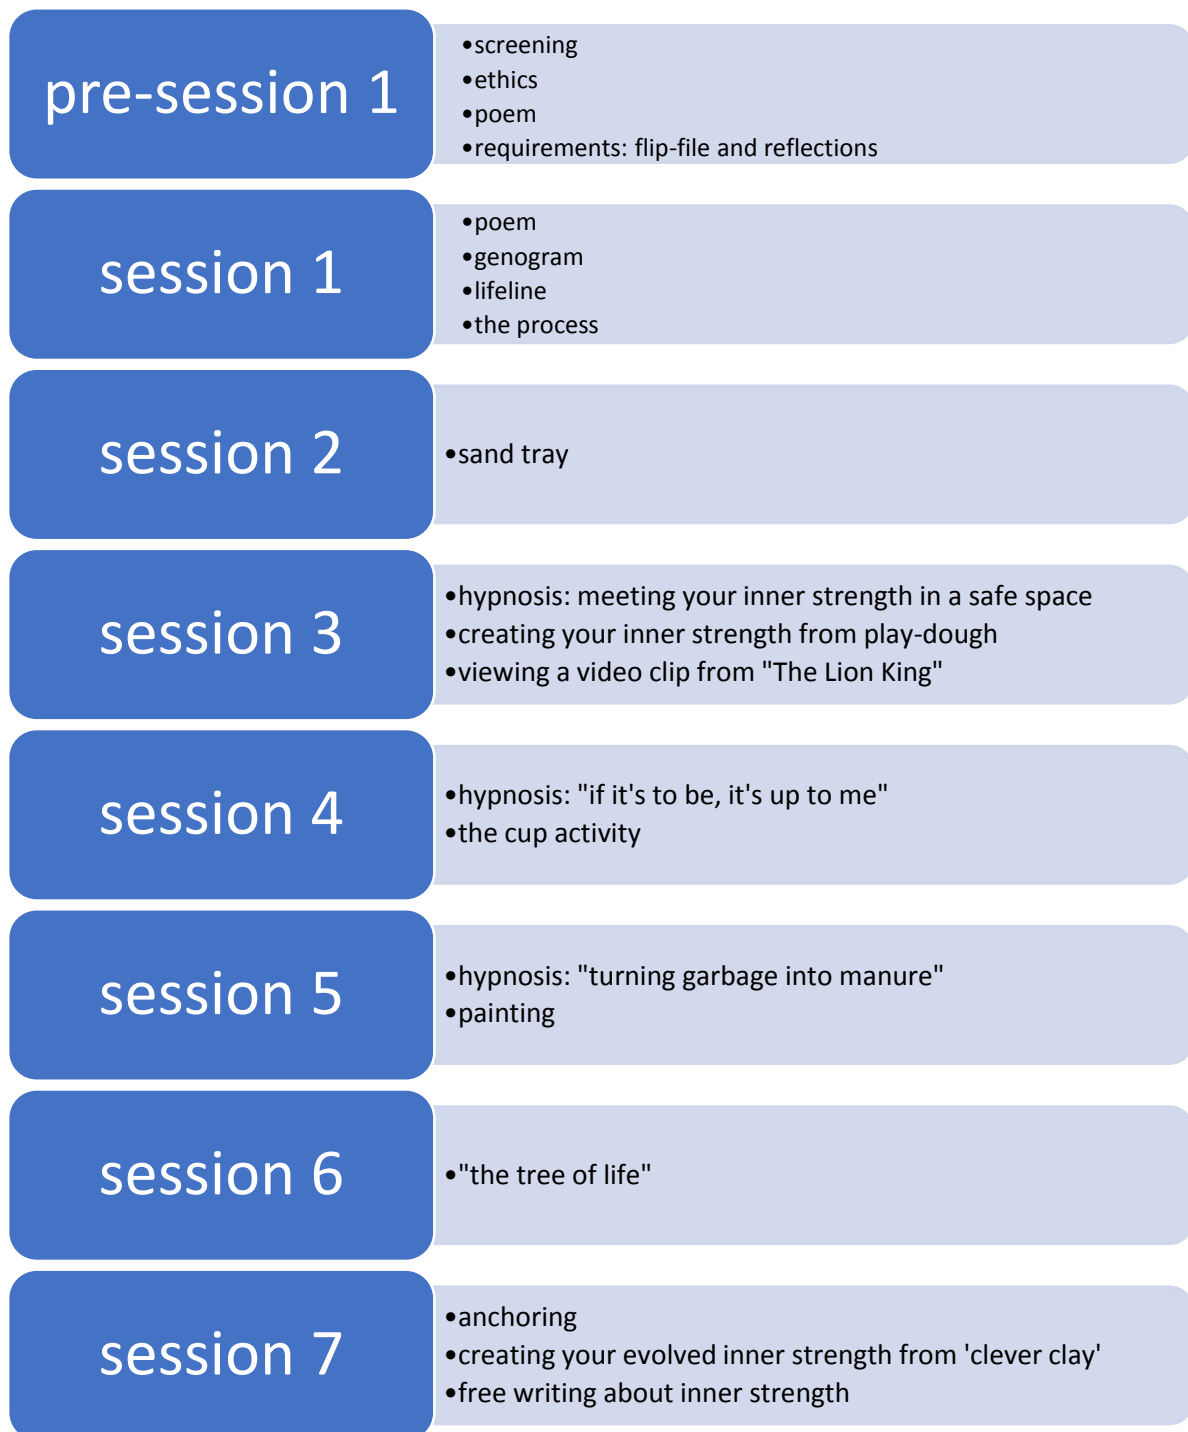 pre-session 1
•screening
•ethics
•poem
•requirements: flip-file and reflections
session 1
•poem
•genogram
•lifeline
•the process
session 2
•sand tray
session 3
•hypnosis: meeting your inner strength in a safe space
•creating your inner strength from play-dough
•viewing a video clip from "The Lion King"
session 4
•hypnosis: "if it's to be, it's up to me"
•the cup activity
session 5
•hypnosis: "turning garbage into manure"
•painting
session 6
•"the tree of life"
session 7
•anchoring
•creating your evolved inner strength from 'clever clay'
•free writing about inner strength